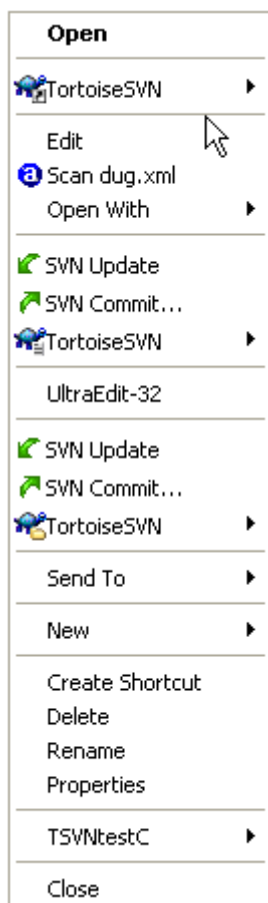 Open
TortoiseSVN
Edit
Scan dug.xml
Open With
SVN Update
SVN Commit...
TortoiseSVN
UltraEdit-32
SVN Update
SVN Commit...
TortoiseSVN
Send To
New
Create Shortcut
Delete
Rename
Properties
TSVNtestC
Close